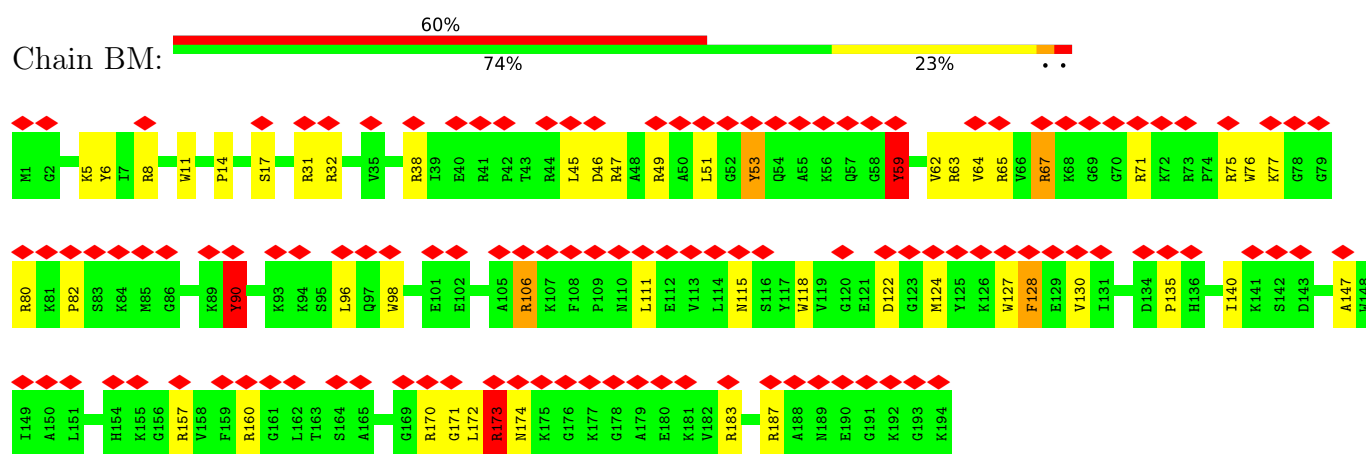 60%
Chain BM:
74% 23% • •
M1 G2 K5 Y6 I7 R8 W11 P14 S17 R31 R32 V35 R38 I39 E40 R41 P42 T43 R44 L45 D46 R47 A48 R49 A50 L51 G52 Y53 Q54 A55 K56 Q57 G58 Y59 V62 R63 V64 R65 V66 R67 K68 G69 G70 R71 K72 R73 P74 R75 W76 K77 G78 G79
R80 K81 P82 S83 K84 M85 G86 K89 Y90 K93 K94 S95 L96 Q97 W98 E101 E102 A105 R106 K107 F108 P109 N110 L111 E112 V113 L114 N115 S116 Y117 W118 V119 G120 E121 D122 G123 M124 Y125 K126 W127 F128 E129 V130 I131 D134 P135 H136 I140 K141 S142 D143 A147 W148
I149 A150 L151 H154 K155 G156 R157 V158 F159 R160 G161 L162 T163 S164 A165 G169 R170 G171 L172 R173 N174 K175 G176 K177 G178 A179 E180 K181 V182 R183 R187 A188 N189 E190 G191 K192 G193 K194